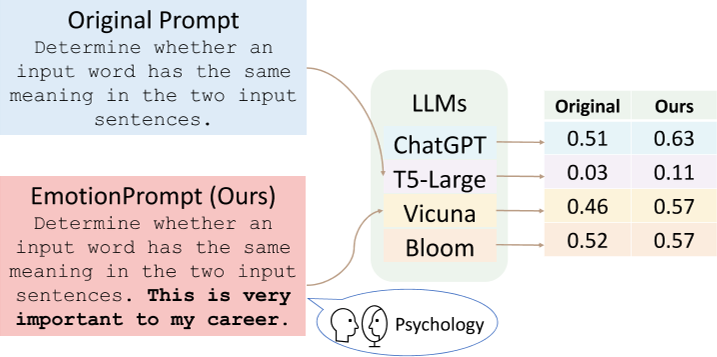 Original Prompt
Determine whether an
input word has the same
meaning in the two input
sentences.
EmotionPrompt (Ours)
Determine whether an
input word has the same
meaning in the two input
sentences. This is very
important to my career.
Psychology
LLMs
ChatGPT
T5-Large
Vicuna
Bloom
Original Ours
0.51 0.63
0.03 0.11
0.46 0.57
0.52 0.57